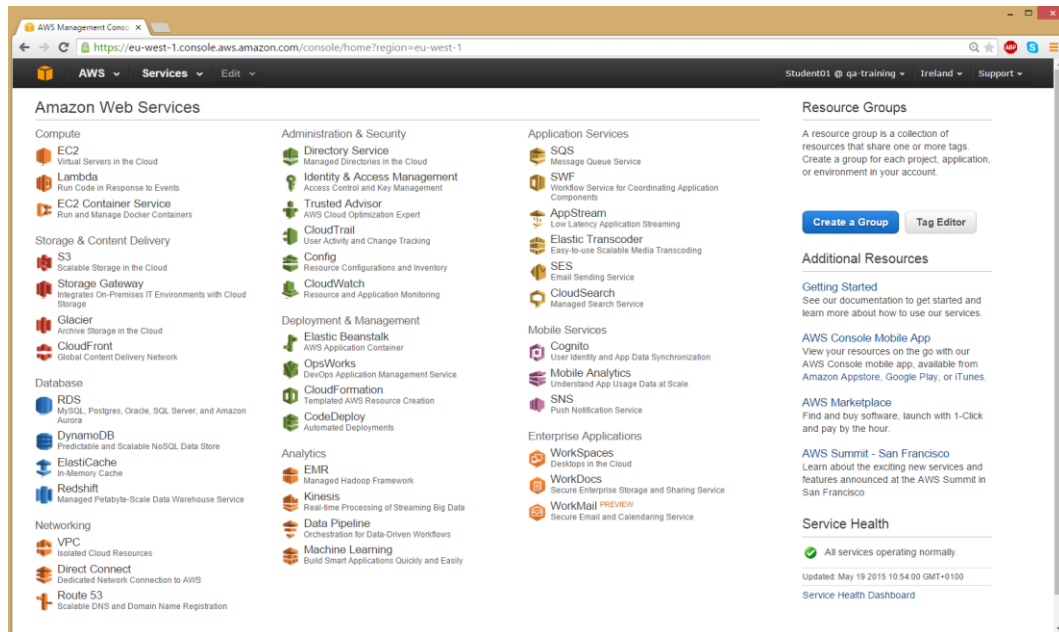 AWS Management Conso
https://eu-west-1.console.aws.amazon.com/console/home?region=eu-west-1
ABP
AWS Services Edit
Student01 @ qa-training Ireland Support
Amazon Web Services
Compute
EC2
Virtual Servers in the Cloud
Lambda
Run Code in Response to Events
EC2 Container Service
Run and Manage Docker Containers
Storage & Content Delivery
S3
Scalable Storage in the Cloud
Storage Gateway
Integrates On-Premises IT Environments with Cloud
Storage
Glacier
Archive Storage in the Cloud
CloudFront
Global Content Delivery Network
Database
RDS
MySQL, Postgres, Oracle, SQL Server, and Amazon
Aurora
DynamoDB
Predictable and Scalable NoSQL Data Store
ElastiCache
In-Memory Cache
Redshift
Managed Petabyte-Scale Data Warehouse Service
Networking
VPC
Isolated Cloud Resources
Direct Connect
Dedicated Network Connection to AWS
Route 53
Scalable DNS and Domain Name Registration
Administration & Security
Directory Service
Managed Directories in the Cloud
Identity & Access Management
Access Control and Key Management
Trusted Advisor
AWS Cloud Optimization Expert
CloudTrail
User Activity and Change Tracking
Config
Resource Configurations and Inventory
CloudWatch
Resource and Application Monitoring
Deployment & Management
Elastic Beanstalk
AWS Application Container
OpsWorks
DevOps Application Management Service
CloudFormation
Templated AWS Resource Creation
CodeDeploy
Automated Deployments
Analytics
EMR
Managed Hadoop Framework
Kinesis
Real-time Processing of Streaming Big Data
Data Pipeline
Orchestration for Data-Driven Workflows
Machine Learning
Build Smart Applications Quickly and Easily
Application Services
SQS
Message Queue Service
SWF
Workflow Service for Coordinating Application
Components
AppStream
Low Latency Application Streaming
Elastic Transcoder
Easy-to-use Scalable Media Transcoding
SES
Email Sending Service
CloudSearch
Managed Search Service
Mobile Services
Cognito
User Identity and App Data Synchronization
Mobile Analytics
Understand App Usage Data at Scale
SNS
Push Notification Service
Enterprise Applications
WorkSpaces
Desktops in the Cloud
WorkDocs
Secure Enterprise Storage and Sharing Service
WorkMail PREVIEW
Secure Email and Calendaring Service
Resource Groups
A resource group is a collection of
resources that share one or more tags.
Create a group for each project, application,
or environment in your account.
Create a Group Tag Editor
Additional Resources
Getting Started
See our documentation to get started and
learn more about how to use our services.
AWS Console Mobile App
View your resources on the go with our
AWS Console mobile app, available from
Amazon Appstore, Google Play, or iTunes.
AWS Marketplace
Find and buy software, launch with 1-Click
and pay by the hour.
AWS Summit - San Francisco
Learn about the exciting new services and
features announced at the AWS Summit in
San Francisco
Service Health
All services operating normally.
Updated: May 19 2015 10:54:00 GMT+0100
Service Health Dashboard